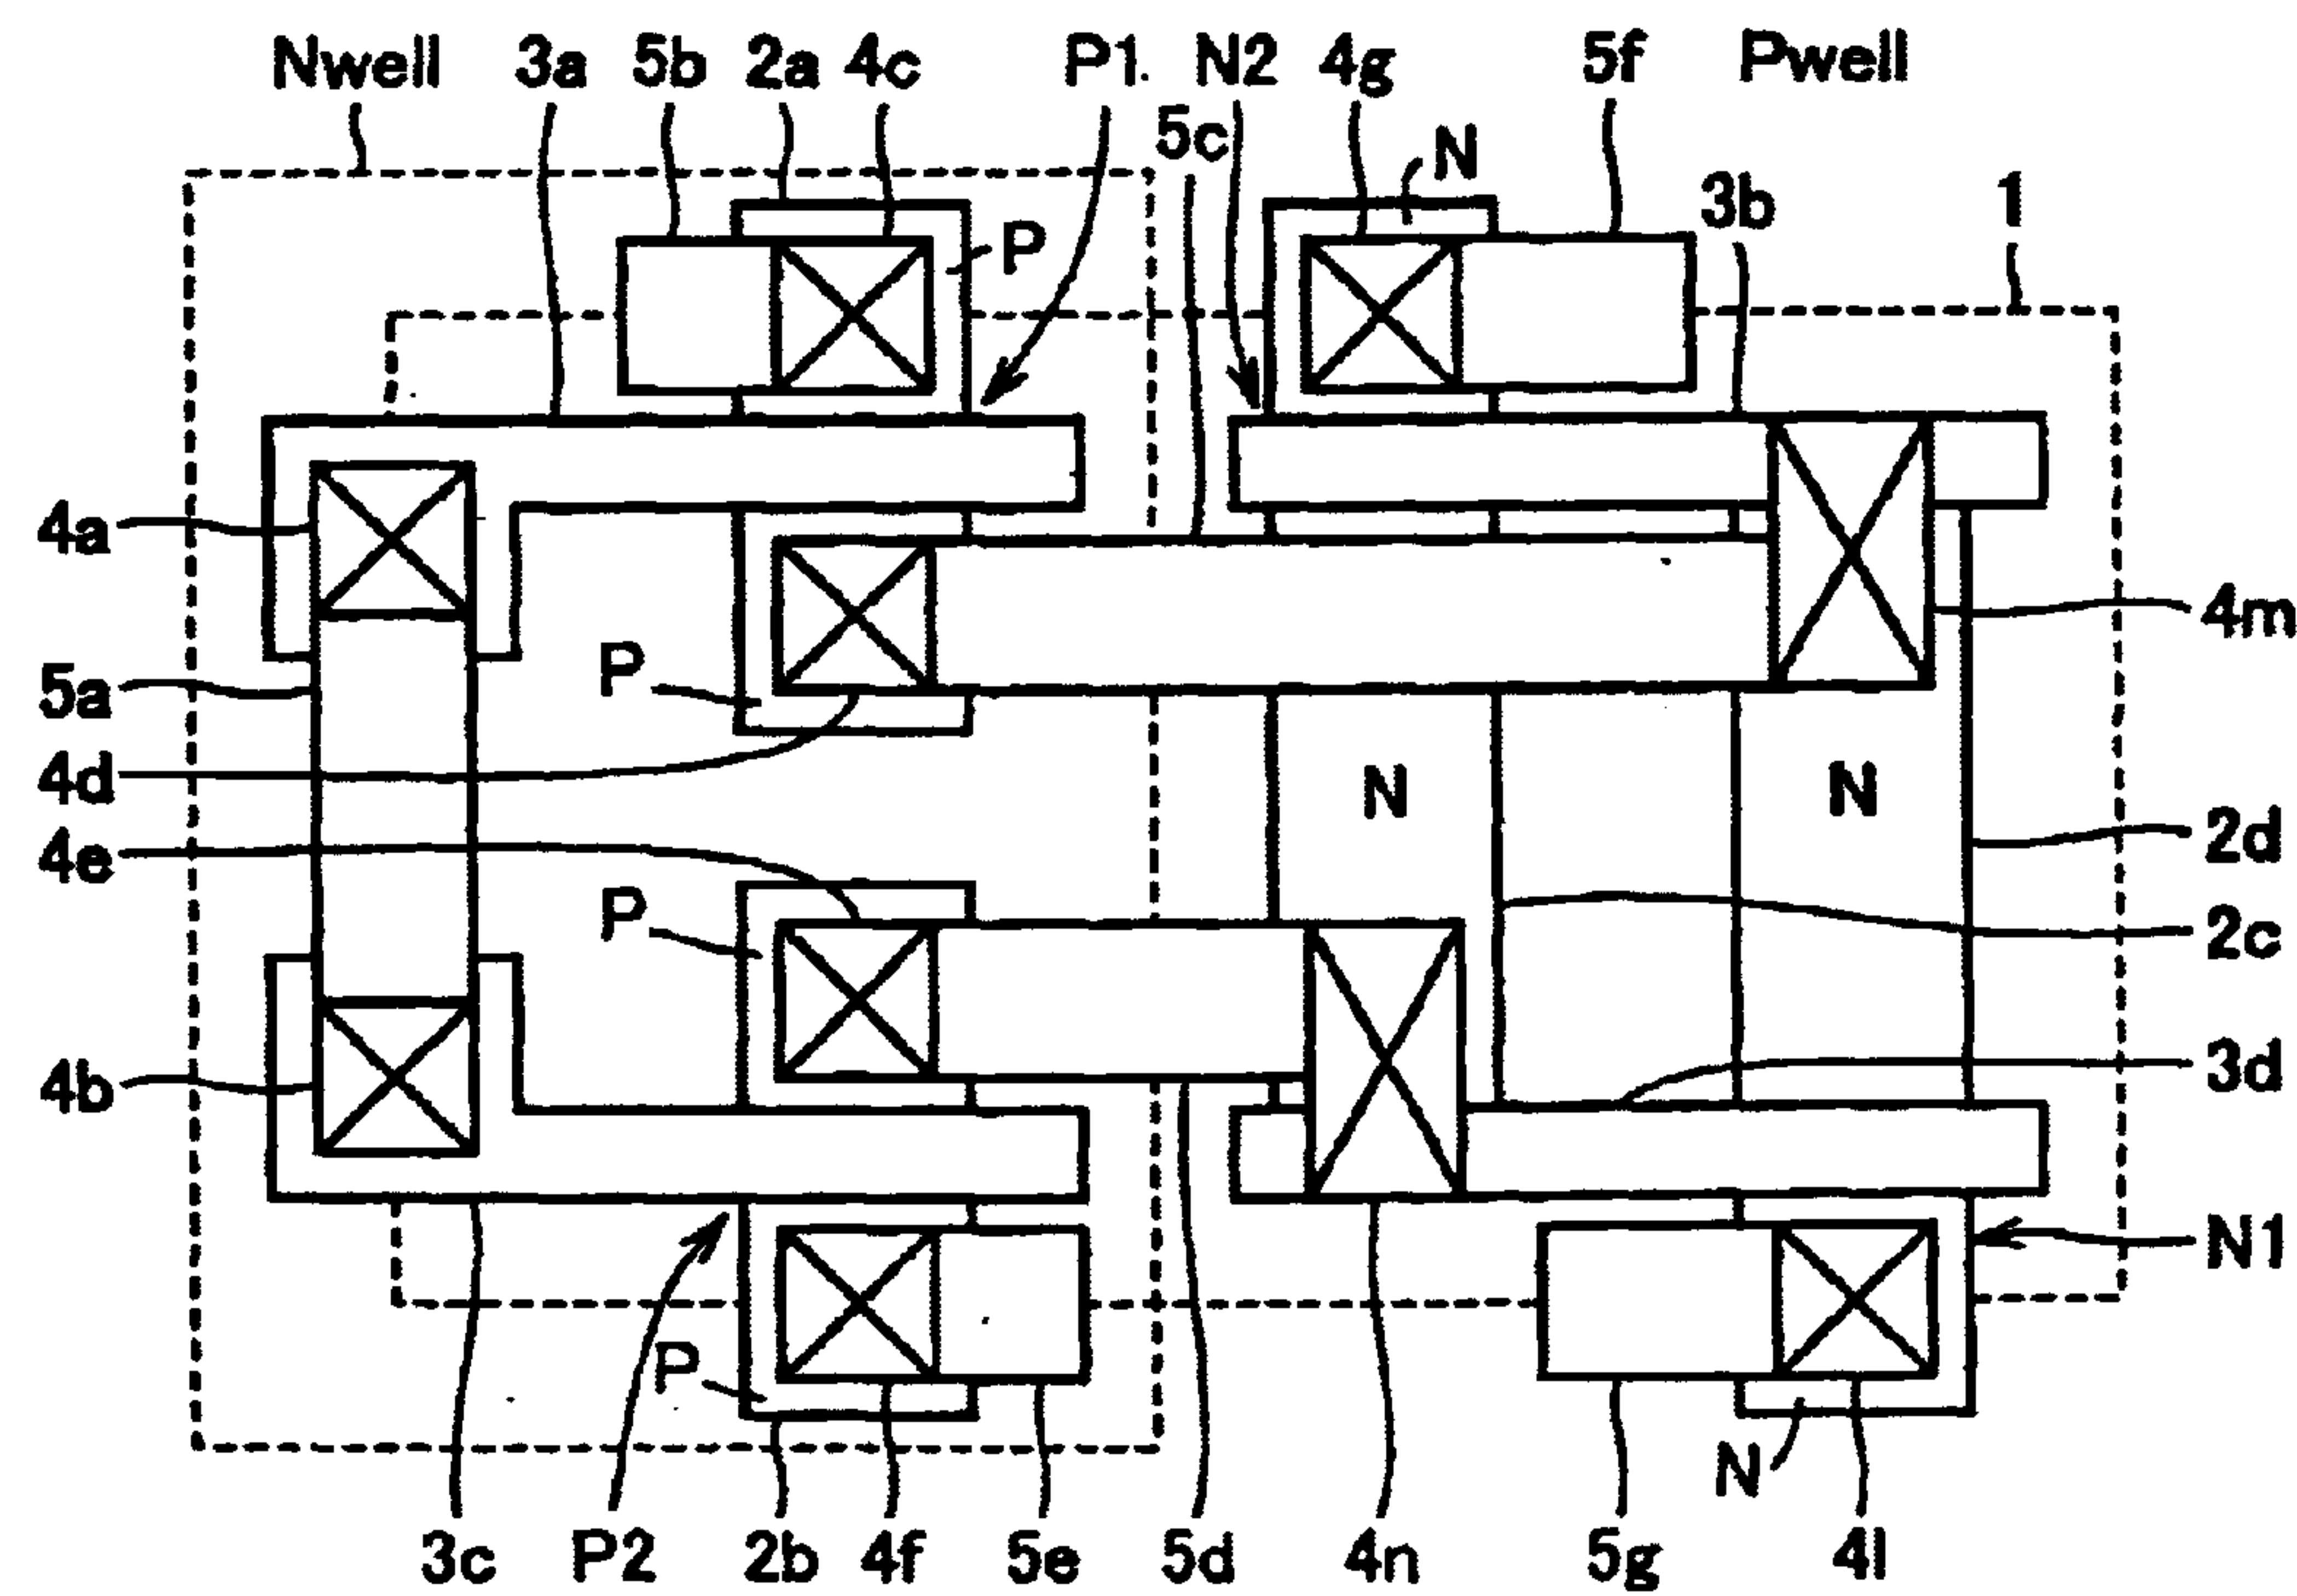 Nwell 3a 5b 2a 4c P1 N2 4g 5f Pwell
5c N 3b 1
P
4a
4m
P
5a
4d N N
4e 2d
P 2c
4b 3d
N1
P
N
3c P2 2b 4f 5e 5d 4n 5g 4l